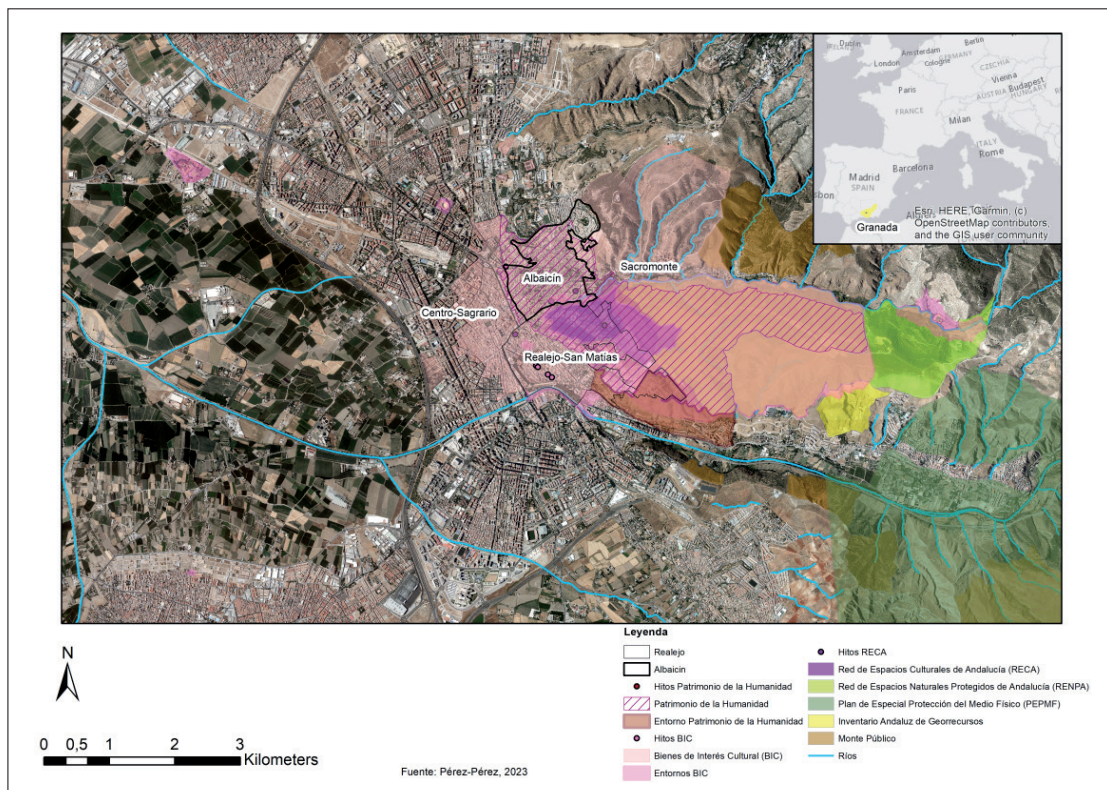 Dublin
Berlin
Amsterdam
London
Cologne
GERMANY
CZECHIA
Paris
Vienna
Budapest
AUSTRIA
HUNGARY
FRANCE
Milan
ITALY
Rome
Barcelona
Madrid
SPAIN
Granada
Esri, HERE, Garmin, (c)
OpenStreetMap contributors,
and the GIS user community
Sacromonte
Albaicín
Centro-Sagrario
Realejo-San Matías
N
0 0,5 1 2 3
Kilometers
Fuente: Pérez-Pérez, 2023
Leyenda
Realejo
Albaicin
Hitos Patrimonio de la Humanidad
Patrimonio de la Humanidad
Entorno Patrimonio de la Humanidad
Hitos BIC
Bienes de Interés Cultural (BIC)
Entornos BIC
Hitos RECA
Red de Espacios Culturales de Andalucía (RECA)
Red de Espacios Naturales Protegidos de Andalucía (RENPA)
Plan de Especial Protección del Medio Físico (PEPMF)
Inventario Andaluz de Georrecursos
Monte Público
Ríos